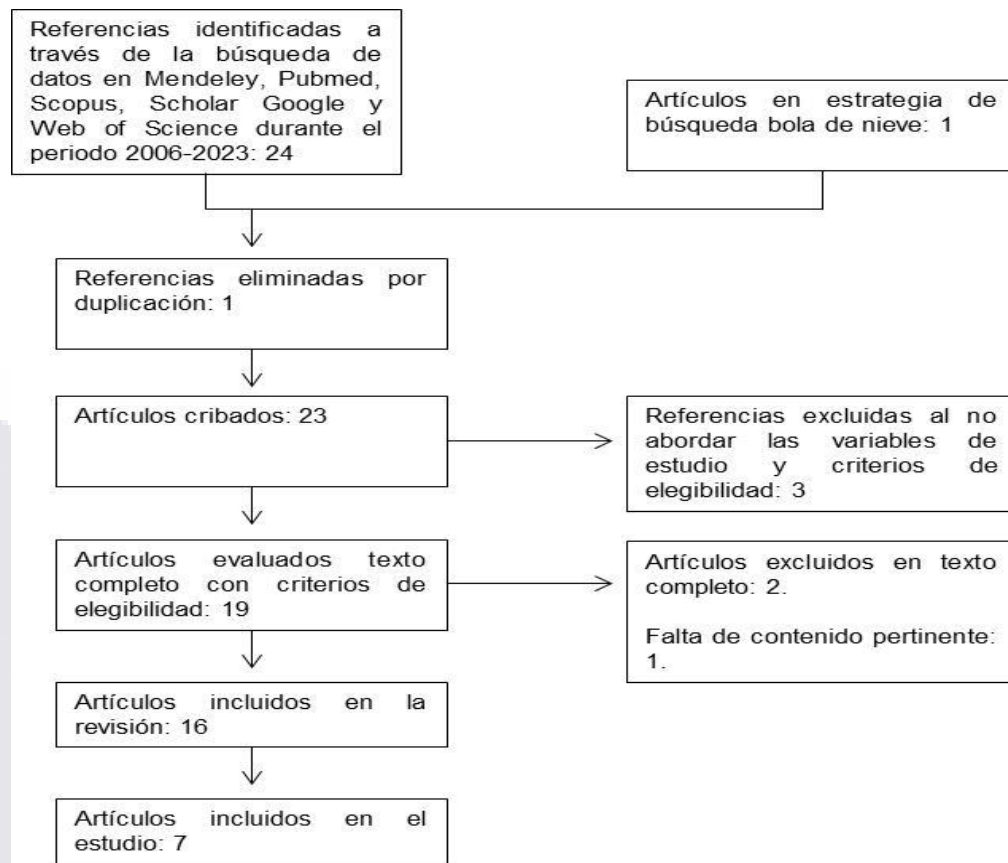 Referencias identificadas a
través de la búsqueda de
datos en Mendeley, Pubmed,
Scopus, Scholar Google y
Web of Science durante el
periodo 2006-2023: 24
Artículos en estrategia de
búsqueda bola de nieve: 1
Referencias eliminadas por
duplicación: 1
Artículos cribados: 23
Referencias excluidas al no
abordar las variables de
estudio y criterios de
elegibilidad: 3
Artículos evaluados texto
completo con criterios de
elegibilidad: 19
Artículos excluidos en texto
completo: 2.
Falta de contenido pertinente:
1.
Artículos incluidos en la
revisión: 16
Artículos incluidos en el
estudio: 7